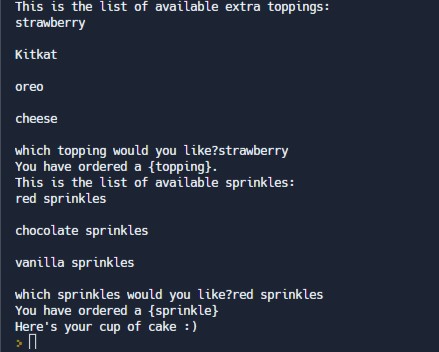 This is the list of available extra toppings:
strawberry
Kitkat
oreo
cheese
which topping would you like?strawberry
You have ordered a {topping}.
This is the list of available sprinkles:
red sprinkles
chocolate sprinkles
vanilla sprinkles
which sprinkles would you like?red sprinkles
You have ordered a {sprinkle}
Here's your cup of cake :)
>